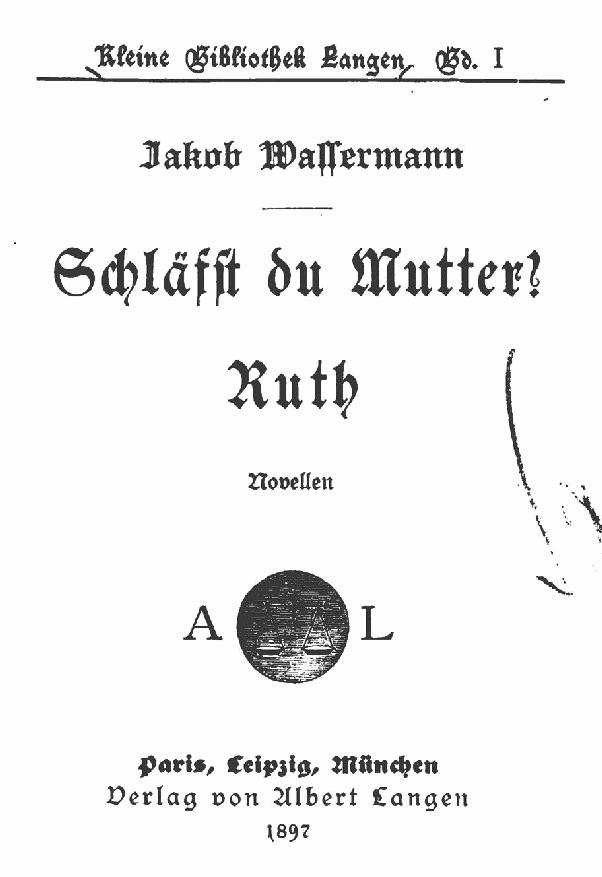 Kleine Bibliothek Langen, Bd. I
Jakob Wassermann
Schläfst du Mutter?
Ruth
Novellen
A L
Paris, Leipzig, München
Verlag von Albert Langen
1897